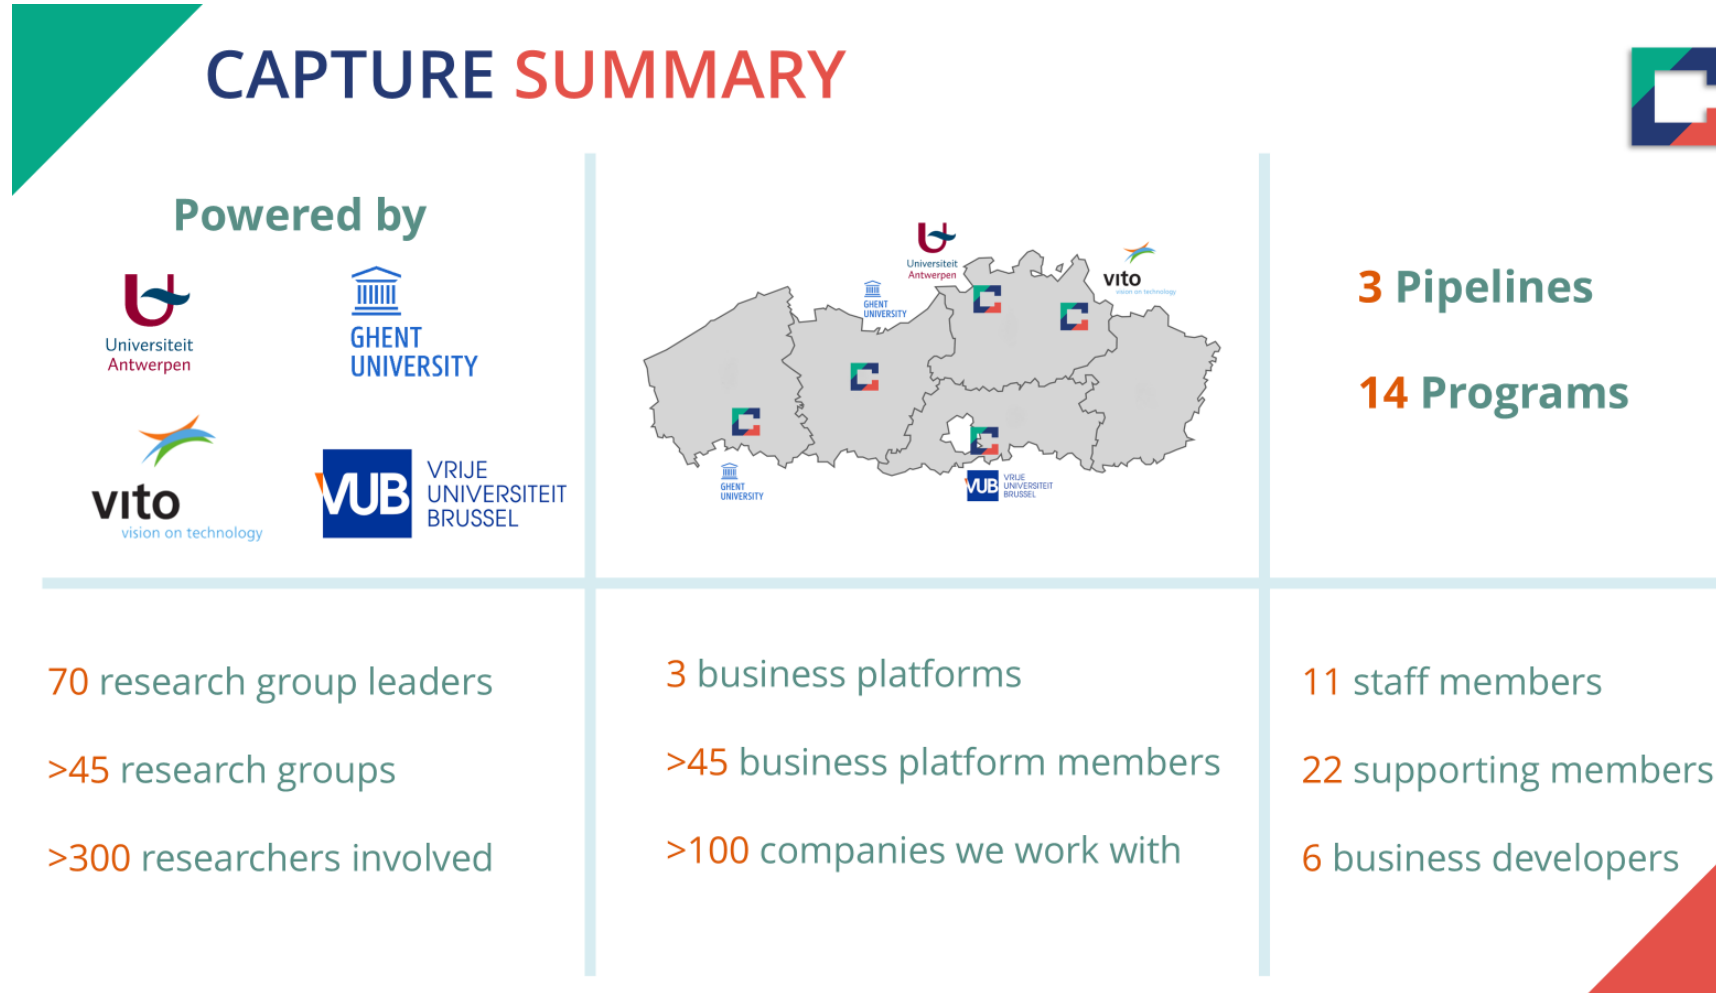 CAPTURE SUMMARY
Powered by
Universiteit
Antwerpen
GHENT
UNIVERSITY
vito
vision on technology
VUB
VRIJE
UNIVERSITEIT
BRUSSEL
Universiteit
Antwerpen
GHENT
UNIVERSITY
vito
vision on technology
GHENT
UNIVERSITY
VUB
VRIJE
UNIVERSITEIT
BRUSSEL
3 Pipelines
14 Programs
70 research group leaders
>45 research groups
>300 researchers involved
3 business platforms
>45 business platform members
>100 companies we work with
11 staff members
22 supporting members
6 business developers